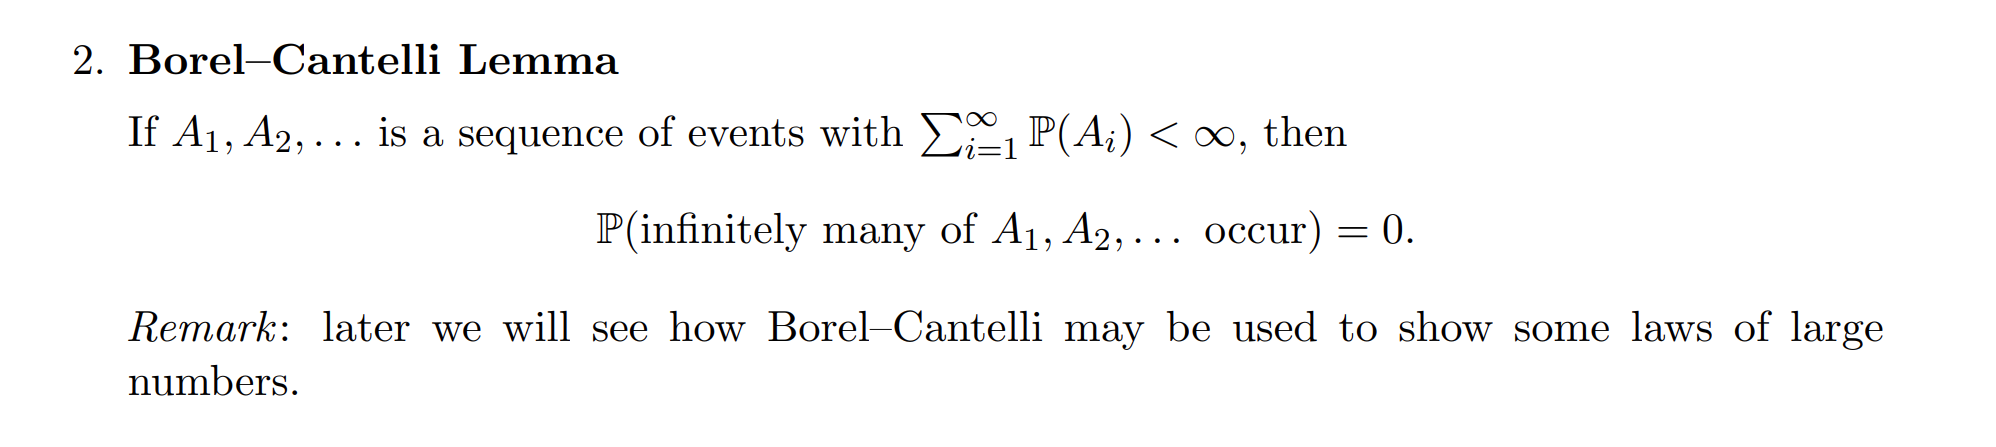 2. Borel–Cantelli Lemma
If A₁, A₂, . . . is a sequence of events with ∑_{i=1}^{∞} ℙ(Aᵢ) < ∞, then
ℙ(infinitely many of A₁, A₂, . . . occur) = 0.
Remark: later we will see how Borel–Cantelli may be used to show some laws of large
numbers.